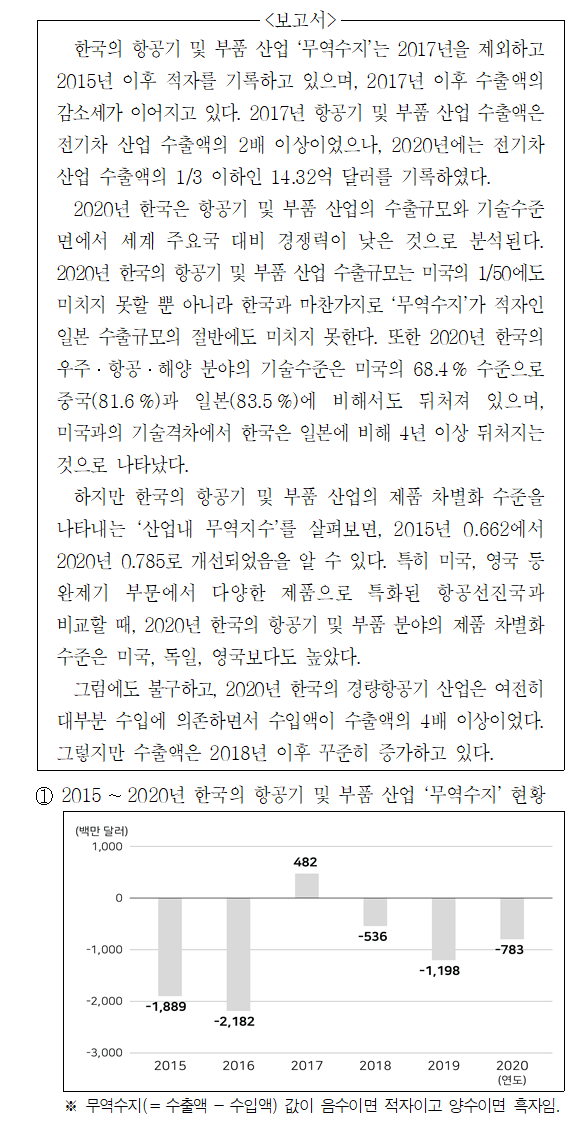 <보고서>
한국의 항공기 및 부품 산업 ‘무역수지’는 2017년을 제외하고
2015년 이후 적자를 기록하고 있으며, 2017년 이후 수출액의
감소세가 이어지고 있다. 2017년 항공기 및 부품 산업 수출액은
전기차 산업 수출액의 2배 이상이었으나, 2020년에는 전기차
산업 수출액의 1/3 이하인 14.32억 달러를 기록하였다.
2020년 한국은 항공기 및 부품 산업의 수출규모와 기술수준
면에서 세계 주요국 대비 경쟁력이 낮은 것으로 분석된다.
2020년 한국의 항공기 및 부품 산업 수출규모는 미국의 1/50에도
미치지 못할 뿐 아니라 한국과 마찬가지로 ‘무역수지’가 적자인
일본 수출규모의 절반에도 미치지 못한다. 또한 2020년 한국의
우주·항공·해양 분야의 기술수준은 미국의 68.4% 수준으로
중국(81.6%)과 일본(83.5%)에 비해서도 뒤처져 있으며,
미국과의 기술격차에서 한국은 일본에 비해 4년 이상 뒤처지는
것으로 나타났다.
하지만 한국의 항공기 및 부품 산업의 제품 차별화 수준을
나타내는 ‘산업내 무역지수’를 살펴보면, 2015년 0.662에서
2020년 0.785로 개선되었음을 알 수 있다. 특히 미국, 영국 등
완제기 부문에서 다양한 제품으로 특화된 항공선진국과
비교할 때, 2020년 한국의 항공기 및 부품 분야의 제품 차별화
수준은 미국, 독일, 영국보다도 높았다.
그럼에도 불구하고, 2020년 한국의 경량항공기 산업은 여전히
대부분 수입에 의존하면서 수입액이 수출액의 4배 이상이었다.
그렇지만 수출액은 2018년 이후 꾸준히 증가하고 있다.
① 2015 ~ 2020년 한국의 항공기 및 부품 산업 ‘무역수지’ 현황
(백만 달러)
1,000
482
0
-536
-783
-1,000
-1,198
-1,889
-2,000
-2,182
-3,000
2015 2016 2017 2018 2019 2020
(연도)
※ 무역수지(= 수출액 - 수입액) 값이 음수이면 적자이고 양수이면 흑자임.